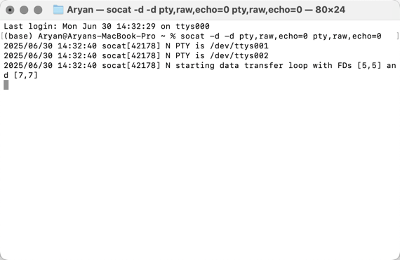 Aryan — socat -d -d pty,raw,echo=0 pty,raw,echo=0 — 80×24
Last login: Mon Jun 30 14:32:29 on ttys000
(base) Aryan@Aryans-MacBook-Pro ~ % socat -d -d pty,raw,echo=0 pty,raw,echo=0
2025/06/30 14:32:40 socat[42178] N PTY is /dev/ttys001
2025/06/30 14:32:40 socat[42178] N PTY is /dev/ttys002
2025/06/30 14:32:40 socat[42178] N starting data transfer loop with FDs [5,5] an
d [7,7]